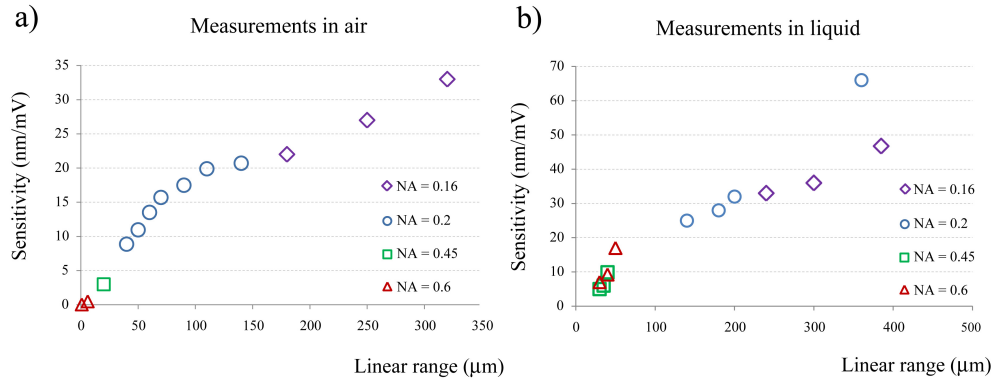 a)
Measurements in air
Sensitivity (nm/mV)
35
30
25
20
15
10
5
0
0
50
100
150
200
250
300
350
NA = 0.16
NA = 0.2
NA = 0.45
NA = 0.6
Linear range (µm)
b)
Measurements in liquid
Sensitivity (nm/mV)
70
60
50
40
30
20
10
0
0
100
200
300
400
500
NA = 0.16
NA = 0.2
NA = 0.45
NA = 0.6
Linear range (µm)